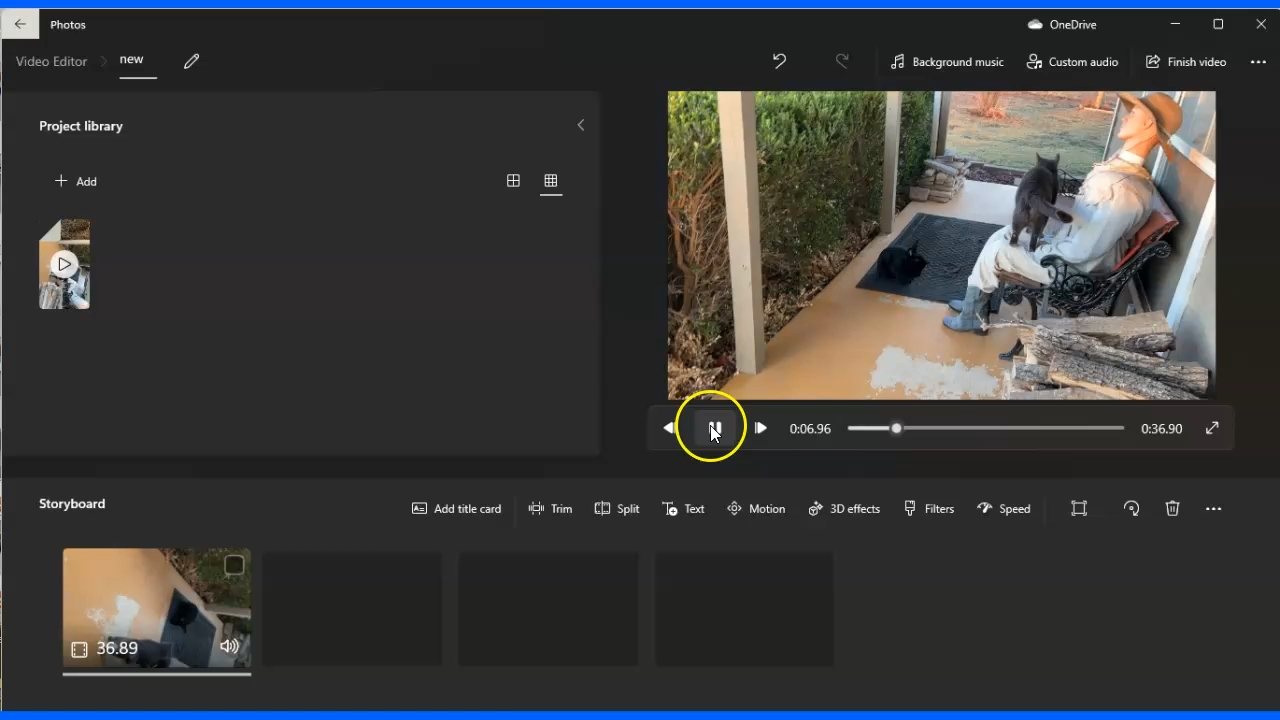 Photos
OneDrive
Video Editor
new
Background music
Custom audio
Finish video
Project library
Add
0:06.96
0:36.90
Storyboard
Add title card
Trim
Split
Text
Motion
3D effects
Filters
Speed
36.89